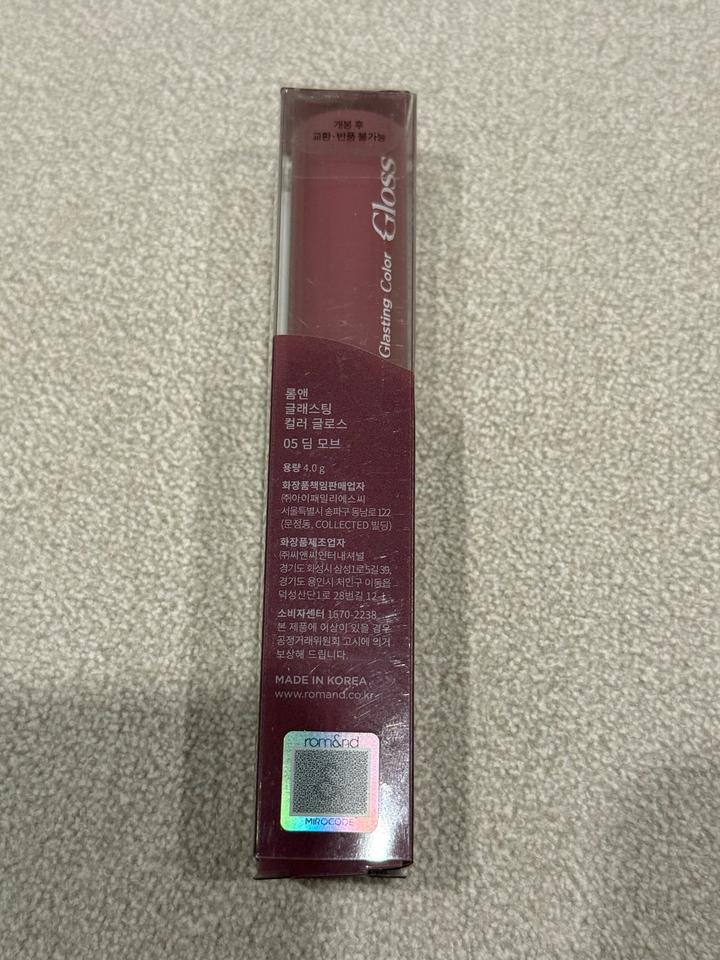 개봉 후
교환·반품 불가능
Glasting Color Gloss
롬앤
글래스팅
컬러 글로스
05 딤 모브
용량 4.0 g
화장품책임판매업자
㈜아이패밀리에스씨
서울특별시 송파구 동남로 122
(문정동, COLLECTED 빌딩)
화장품제조업자
㈜씨앤씨인터내셔널
경기도 화성시 삼성1로5길 39,
경기도 용인시 처인구 이동읍
덕성산단1로 28번길 12-1
소비자센터 1670-2238
본 제품에 이상이 있을 경우
공정거래위원회 고시에 의거
보상해 드립니다.
MADE IN KOREA
www.romand.co.kr
rom&nd
MIROCODE